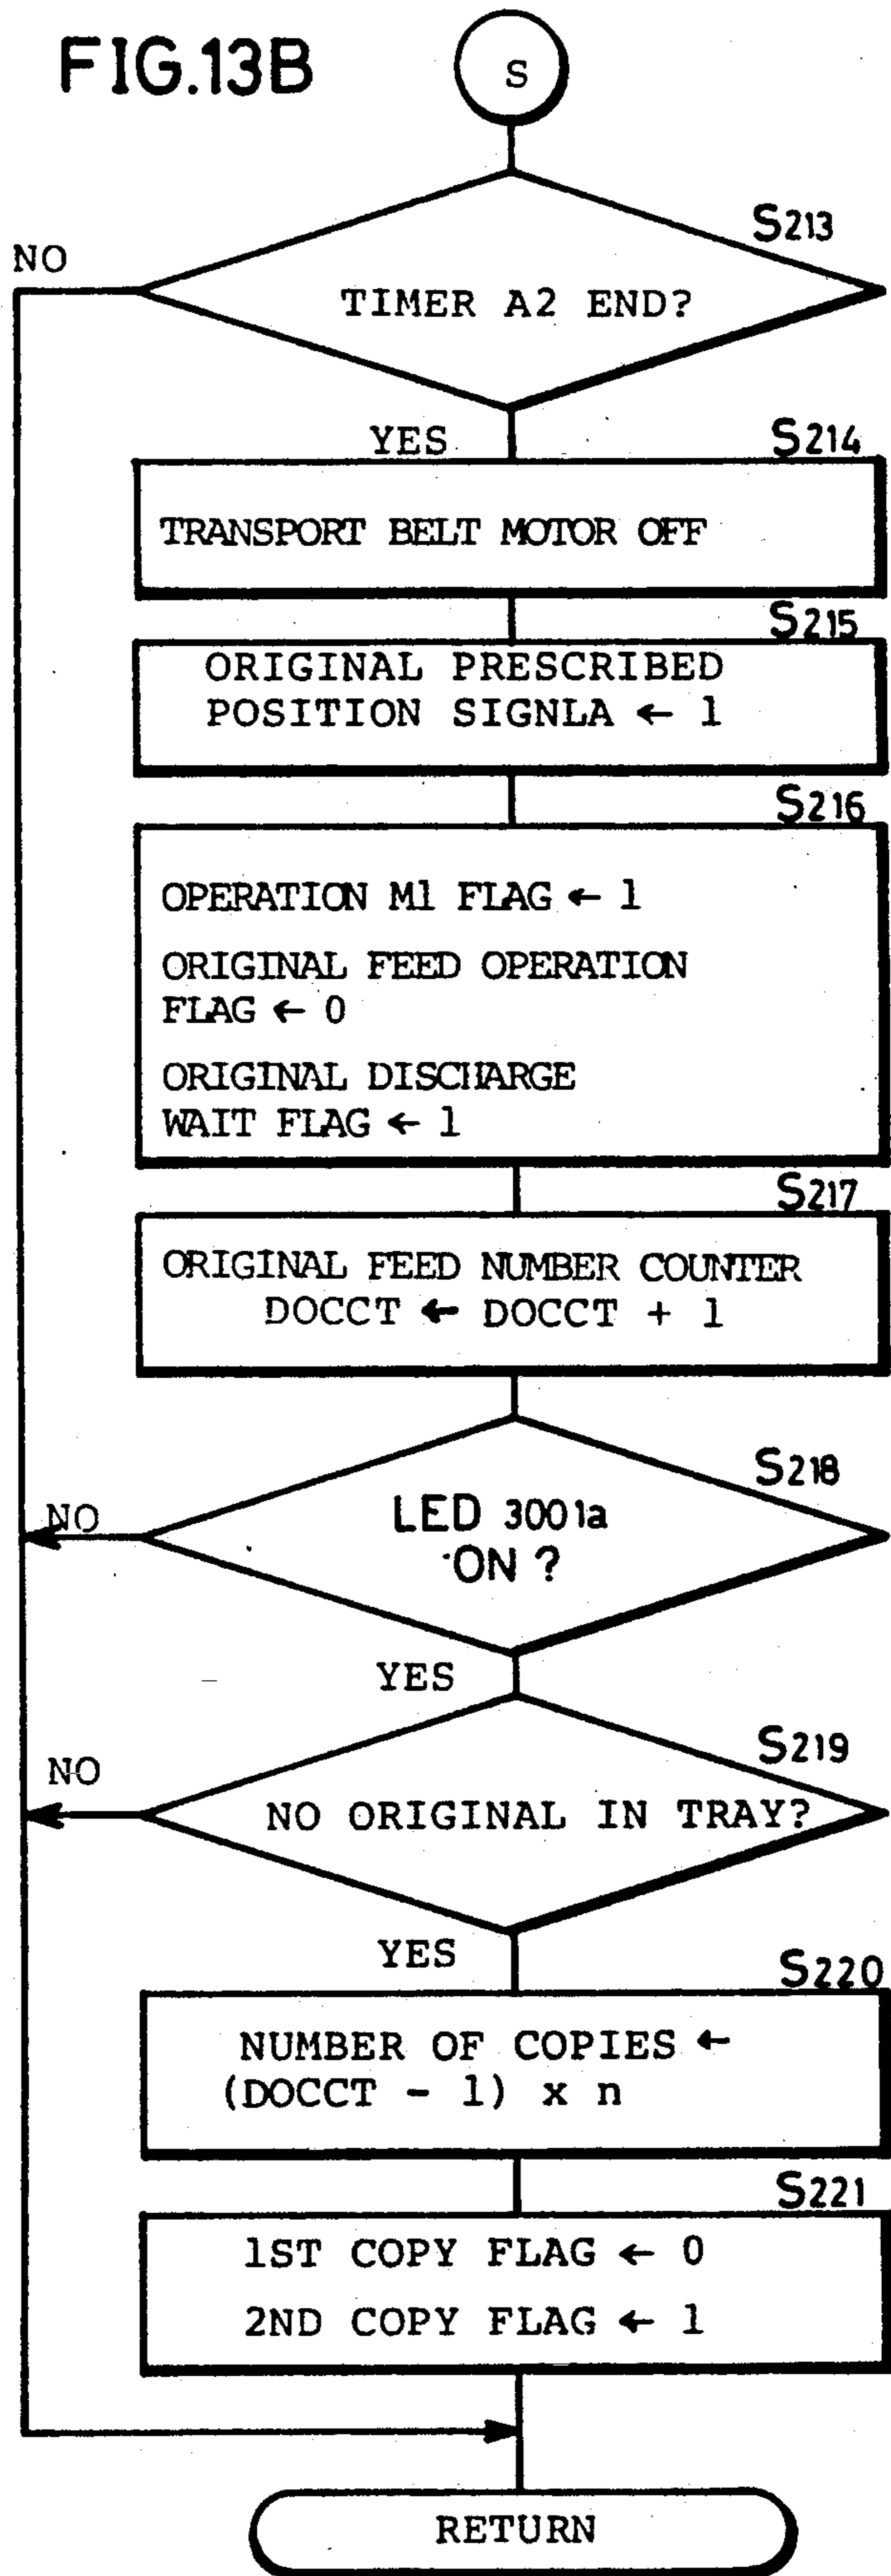 FIG.13B
S
S213
NO
TIMER A2 END?
YES
S214
TRANSPORT BELT MOTOR OFF
S215
ORIGINAL PRESCRIBED
POSITION SIGNLA ← 1
S216
OPERATION M1 FLAG ← 1
ORIGINAL FEED OPERATION
FLAG ← 0
ORIGINAL DISCHARGE
WAIT FLAG ← 1
S217
ORIGINAL FEED NUMBER COUNTER
DOCCT ← DOCCT + 1
S218
NO
LED 3001a
ON ?
YES
S219
NO
NO ORIGINAL IN TRAY?
YES
S220
NUMBER OF COPIES ←
(DOCCT - 1) x n
S221
1ST COPY FLAG ← 0
2ND COPY FLAG ← 1
RETURN